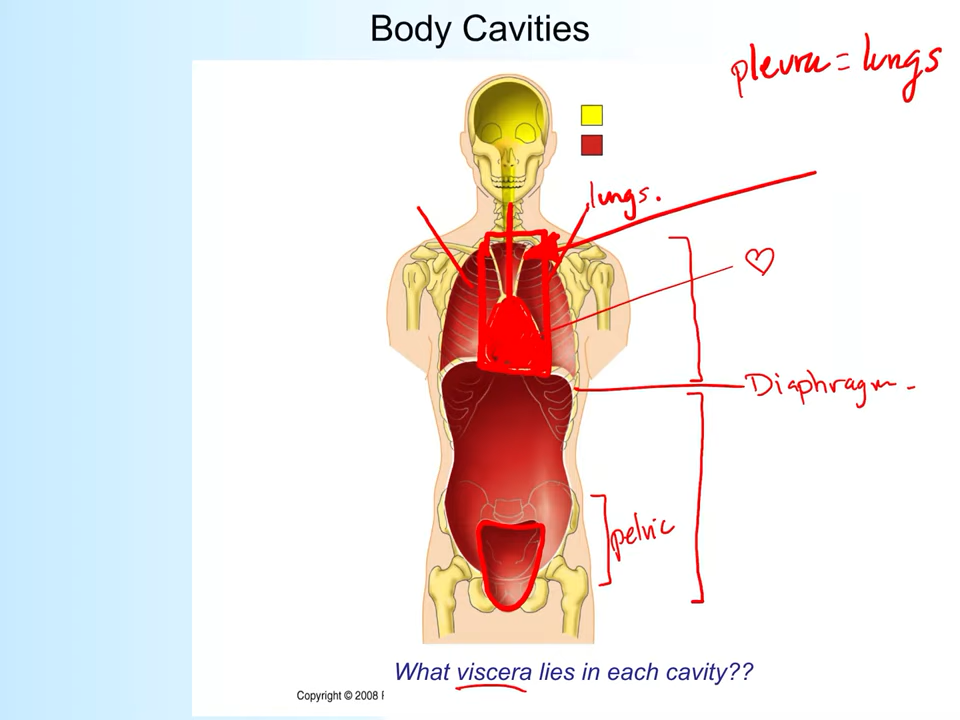 Body Cavities
pleura = lungs
lungs.
Diaphragm -
pelvic
What viscera lies in each cavity??
Copyright © 2008 P